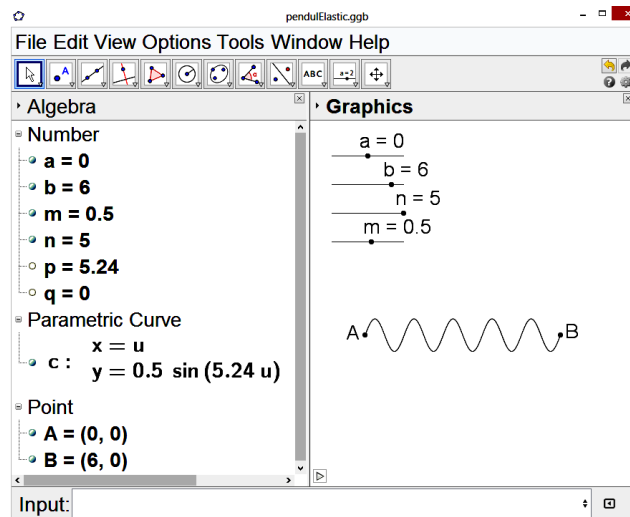 pendulElastic.ggb
File Edit View Options Tools Window Help
ABC a=2
Algebra
Number
a = 0
b = 6
m = 0.5
n = 5
p = 5.24
q = 0
Parametric Curve
c : x = u
y = 0.5 sin (5.24 u)
Point
A = (0, 0)
B = (6, 0)
Graphics
a = 0
b = 6
n = 5
m = 0.5
A B
Input: